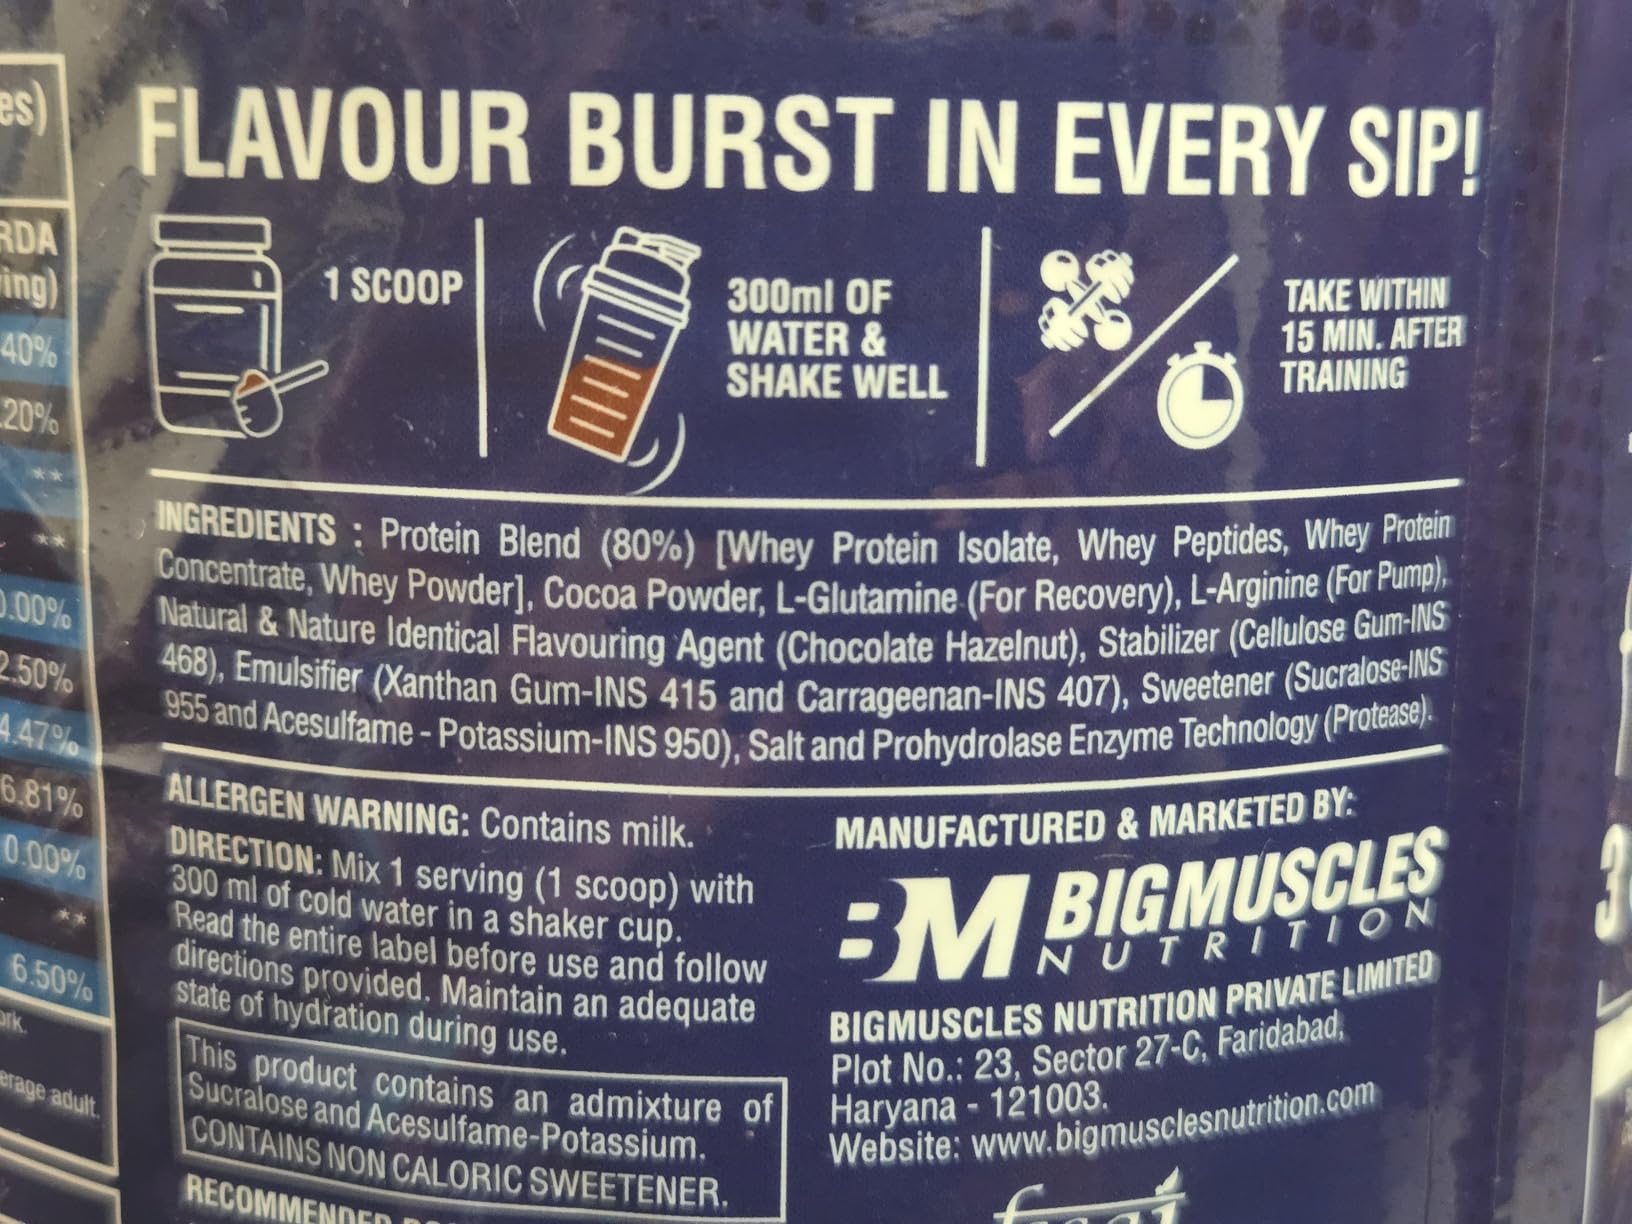 es)
RDA
ing)
40%
.20%
**
**
0.00%
2.50%
4.47%
6.81%
0.00%
**
6.50%
ork.
erage adult.
FLAVOUR BURST IN EVERY SIP!
1 SCOOP
300ml OF
WATER &
SHAKE WELL
TAKE WITHIN
15 MIN. AFTER
TRAINING
INGREDIENTS : Protein Blend (80%) [Whey Protein Isolate, Whey Peptides, Whey Protein
Concentrate, Whey Powder], Cocoa Powder, L-Glutamine (For Recovery), L-Arginine (For Pump),
Natural & Nature Identical Flavouring Agent (Chocolate Hazelnut), Stabilizer (Cellulose Gum-INS
468), Emulsifier (Xanthan Gum-INS 415 and Carrageenan-INS 407), Sweetener (Sucralose-INS
955 and Acesulfame - Potassium-INS 950), Salt and Prohydrolase Enzyme Technology (Protease).
ALLERGEN WARNING: Contains milk.
DIRECTION: Mix 1 serving (1 scoop) with
300 ml of cold water in a shaker cup.
Read the entire label before use and follow
directions provided. Maintain an adequate
state of hydration during use.
This product contains an admixture of
Sucralose and Acesulfame-Potassium.
CONTAINS NON CALORIC SWEETENER.
RECOMMENDED
MANUFACTURED & MARKETED BY:
BM BIGMUSCLES
NUTRITION
BIGMUSCLES NUTRITION PRIVATE LIMITED
Plot No.: 23, Sector 27-C, Faridabad,
Haryana - 121003.
Website: www.bigmusclesnutrition.com
fssai
3